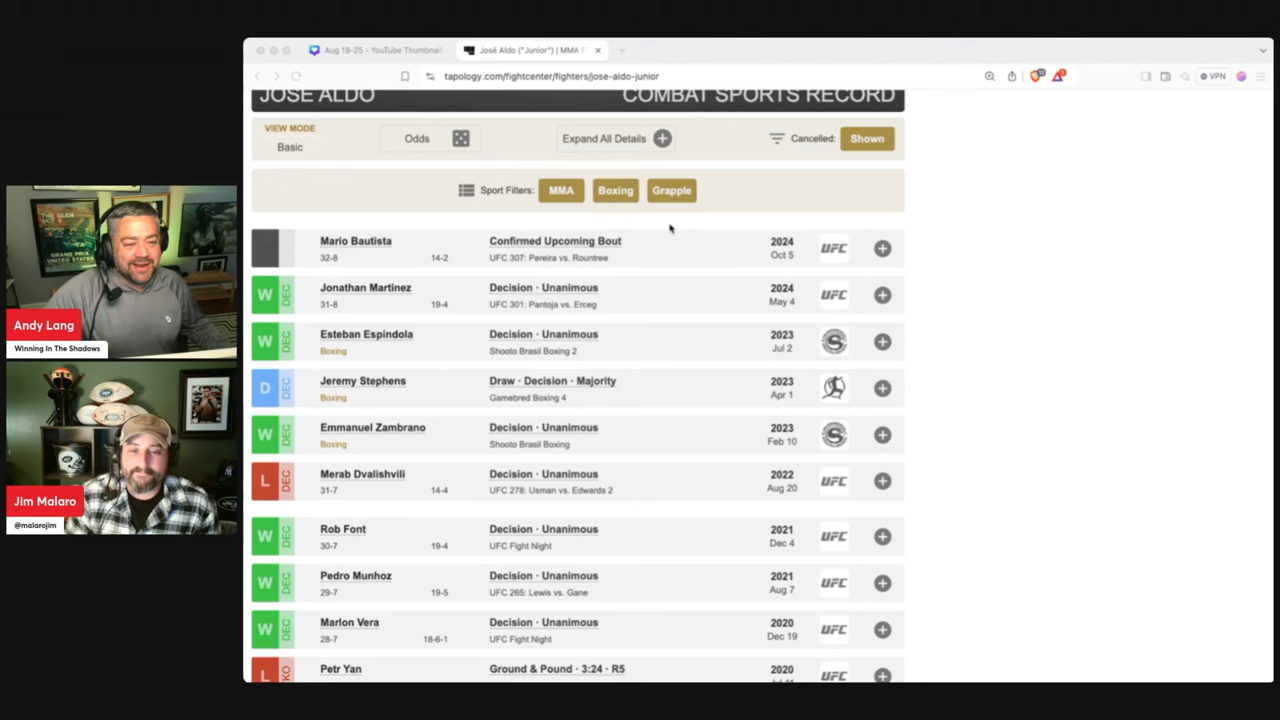 Aug 19-25 - YouTube Thumbnail
José Aldo ("Junior") | MMA F
tapology.com/fightcenter/fighters/jose-aldo-junior
VPN
JOSE ALDO
COMBAT SPORTS RECORD
VIEW MODE
Basic
Odds
Expand All Details
Cancelled:
Shown
Sport Filters:
MMA
Boxing
Grapple
Mario Bautista
Confirmed Upcoming Bout
2024
UFC
32-8
14-2
UFC 307: Pereira vs. Rountree
Oct 5
W
DEC
Jonathan Martinez
Decision · Unanimous
2024
UFC
31-8
19-4
UFC 301: Pantoja vs. Erceg
May 4
W
DEC
Esteban Espindola
Decision · Unanimous
2023
Boxing
Shooto Brasil Boxing 2
Jul 2
D
DEC
Jeremy Stephens
Draw · Decision · Majority
2023
Boxing
Gamebred Boxing 4
Apr 1
W
DEC
Emmanuel Zambrano
Decision · Unanimous
2023
Boxing
Shooto Brasil Boxing
Feb 10
L
DEC
Merab Dvalishvili
Decision · Unanimous
2022
UFC
31-7
14-4
UFC 278: Usman vs. Edwards 2
Aug 20
W
DEC
Rob Font
Decision · Unanimous
2021
UFC
30-7
19-4
UFC Fight Night
Dec 4
W
DEC
Pedro Munhoz
Decision · Unanimous
2021
UFC
29-7
19-5
UFC 265: Lewis vs. Gane
Aug 7
W
DEC
Marlon Vera
Decision · Unanimous
2020
UFC
28-7
18-6-1
UFC Fight Night
Dec 19
L
KO
Petr Yan
Ground & Pound · 3:24 · R5
2020
UFC
THE GLEN
GRAND PRIX
UNITED STATES
Andy Lang
Winning In The Shadows
Jim Malaro
@malarojim